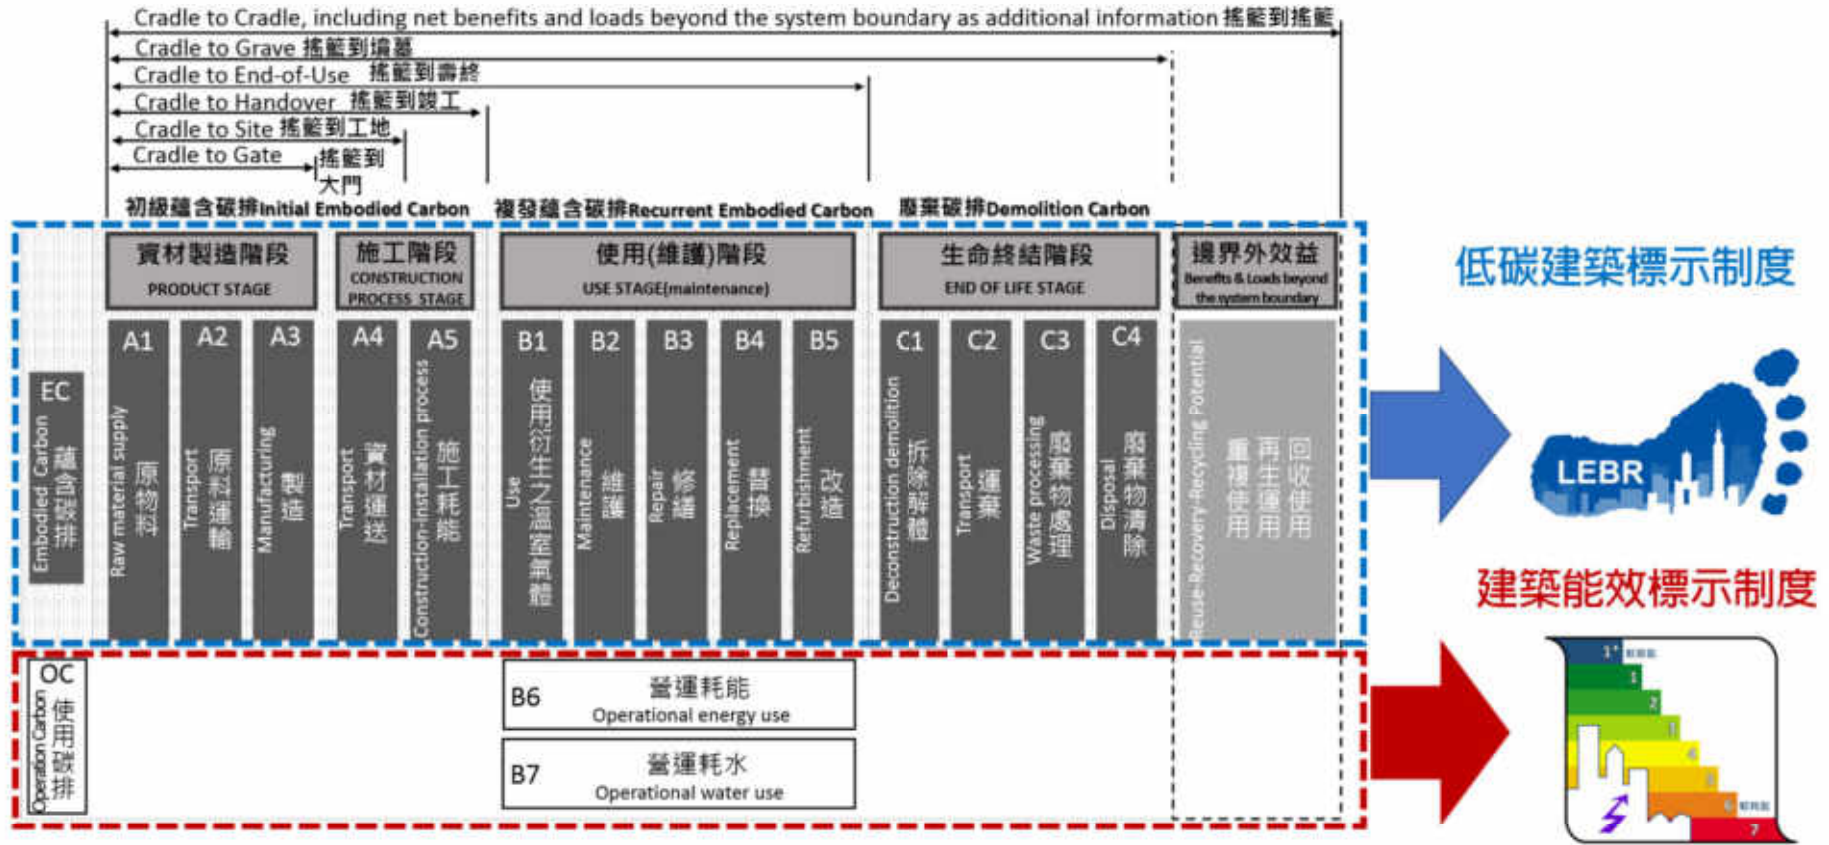 Cradle to Cradle, including net benefits and loads beyond the system boundary as additional information 搖籃到搖籃
Cradle to Grave 搖籃到墳墓
Cradle to End-of-Use 搖籃到壽終
Cradle to Handover 搖籃到竣工
Cradle to Site 搖籃到工地
Cradle to Gate 搖籃到
大門
初級蘊含碳排Initial Embodied Carbon
複發蘊含碳排Recurrent Embodied Carbon
廢棄碳排Demolition Carbon
資材製造階段
PRODUCT STAGE
施工階段
CONSTRUCTION
PROCESS STAGE
使用(維護)階段
USE STAGE(maintenance)
生命終結階段
END OF LIFE STAGE
邊界外效益
Benefits & Loads beyond
the system boundary
EC
Embodied Carbon
蘊含碳排
A1
Raw material supply
原物料
A2
Transport
原料運輸
A3
Manufacturing
製造
A4
Transport
資材運送
A5
Construction-installation process
施工耗能
B1
Use
使用衍生之溫室氣體
B2
Maintenance
維護
B3
Repair
修繕
B4
Replacement
替換
B5
Refurbishment
改造
C1
Deconstruction demolition
拆除解體
C2
Transport
運棄
C3
Waste processing
廢棄物處理
C4
Disposal
廢棄物清除
Reuse-Recovery-Recycling Potential
重複使用
再生運用
回收使用
OC
Operation Carbon
使用碳排
B6
營運耗能
Operational energy use
B7
營運耗水
Operational water use
低碳建築標示制度
LEBR
建築能效標示制度
1+
1
2
3
4
5
6
7